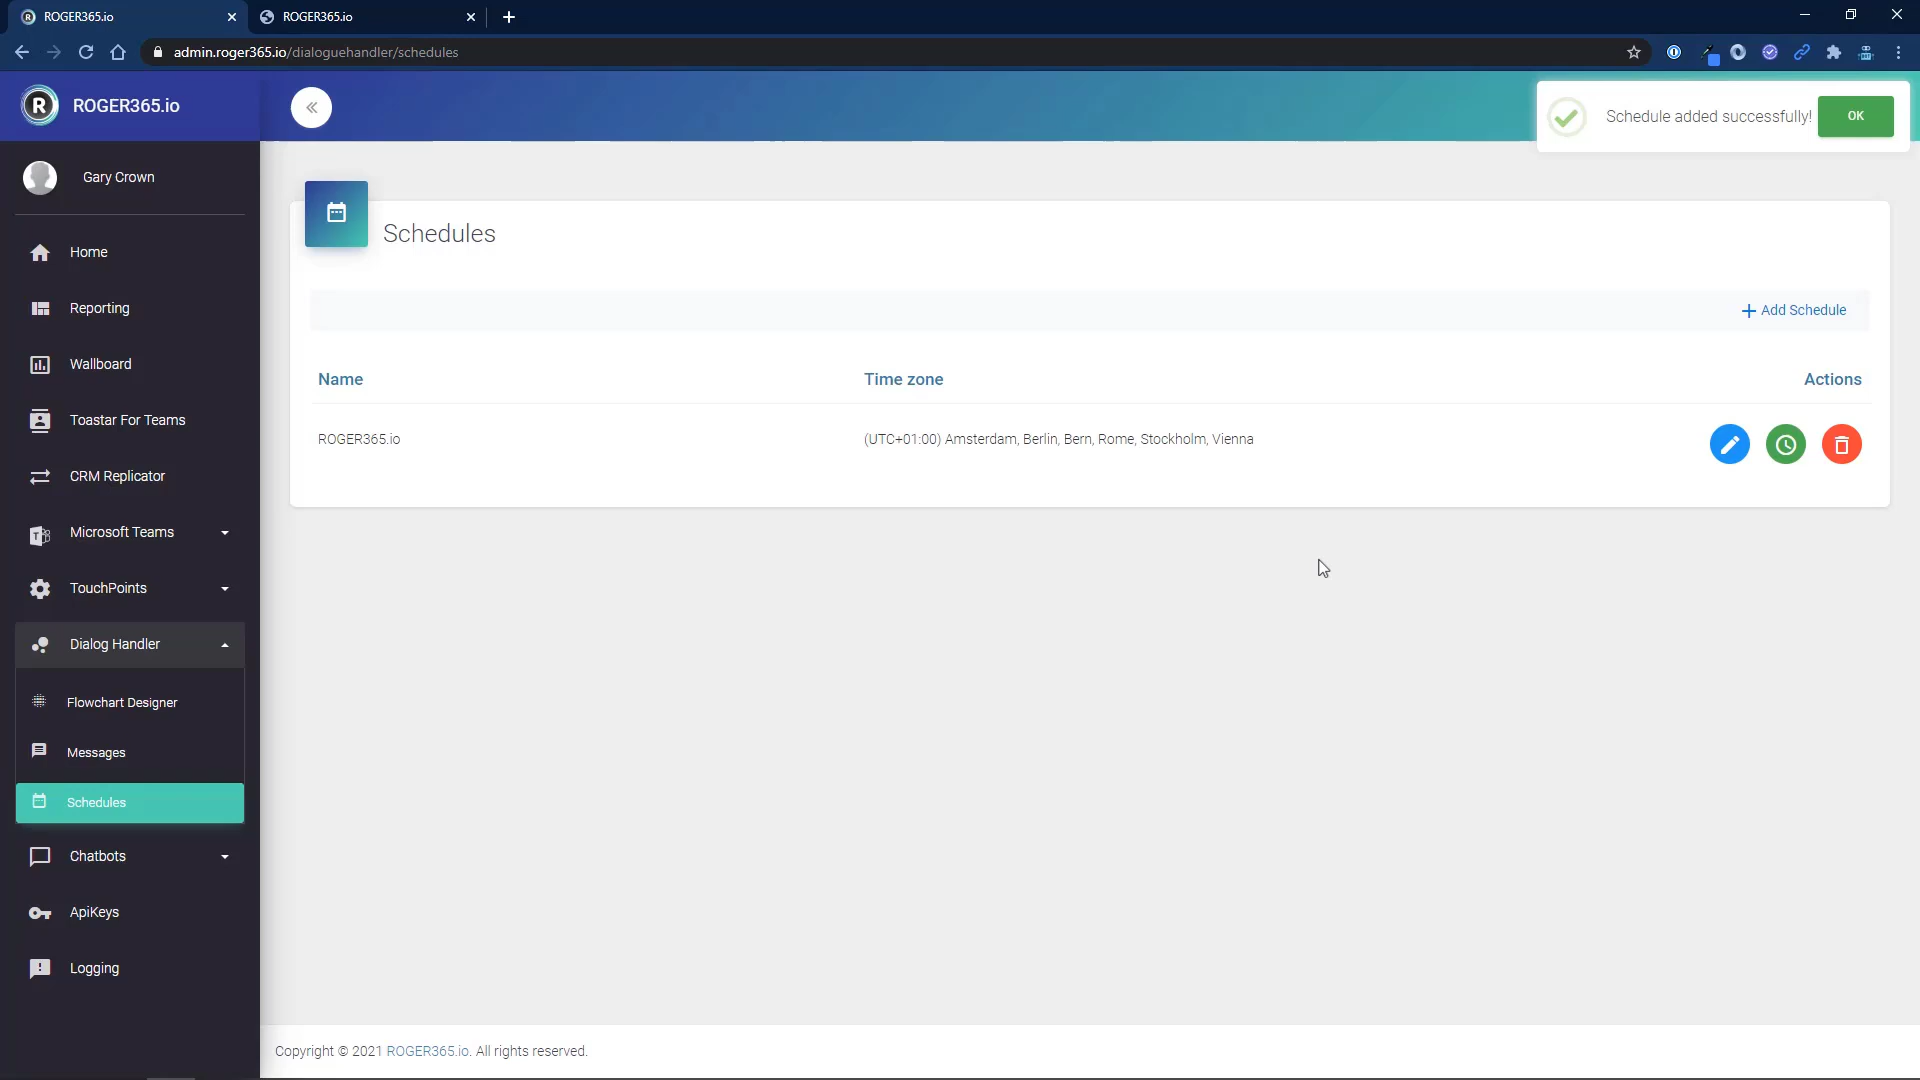 ROGER365.io
ROGER365.io
admin.roger365.io/dialoguehandler/schedules
R ROGER365.io
Schedule added successfully!
OK
Gary Crown
Home
Reporting
Wallboard
Toastar For Teams
CRM Replicator
Microsoft Teams
TouchPoints
Dialog Handler
Flowchart Designer
Messages
Schedules
Chatbots
ApiKeys
Logging
Schedules
Add Schedule
Name Time zone Actions
ROGER365.io (UTC+01:00) Amsterdam, Berlin, Bern, Rome, Stockholm, Vienna
Copyright © 2021 ROGER365.io. All rights reserved.